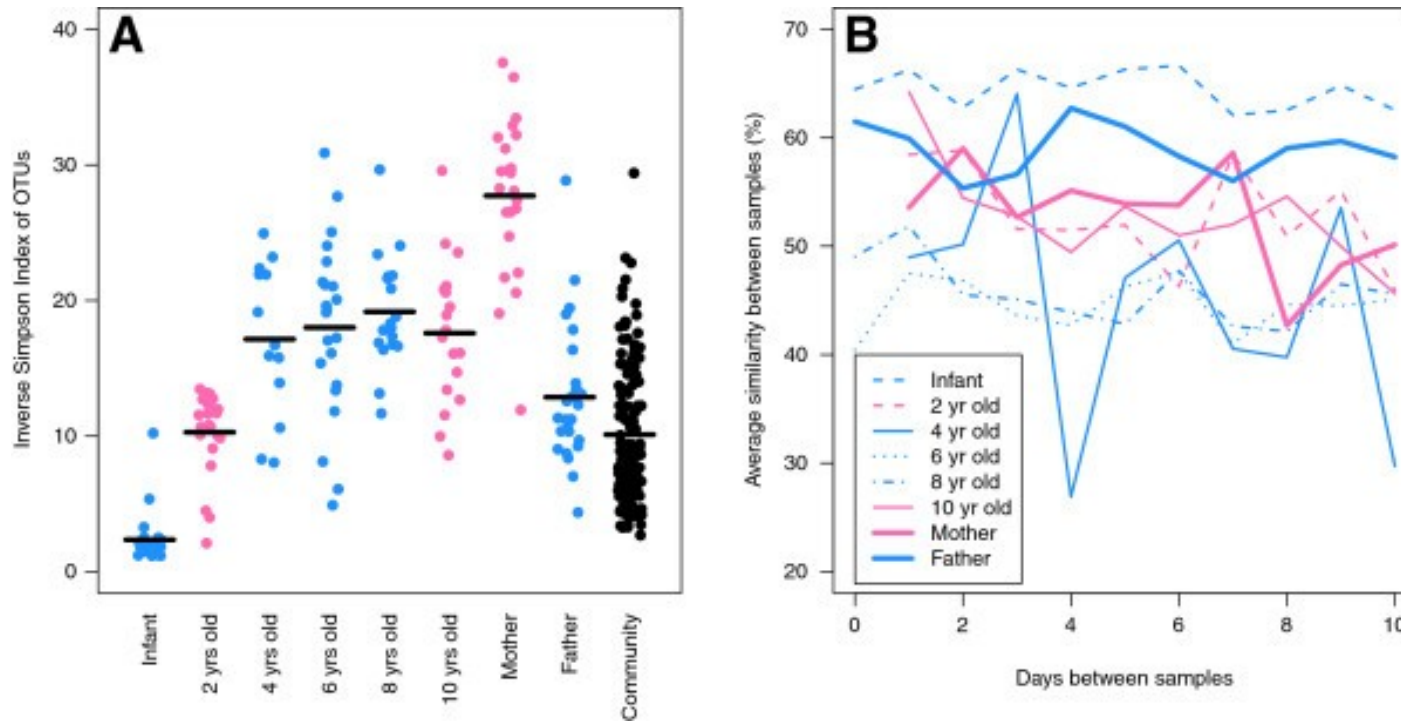 A
Inverse Simpson Index of OTUs
40
30
20
10
0
Infant
2 yrs old
4 yrs old
6 yrs old
8 yrs old
10 yrs old
Mother
Father
Community
B
Average similarity between samples (%)
70
60
50
40
30
20
Infant
2 yr old
4 yr old
6 yr old
8 yr old
10 yr old
Mother
Father
0
2
4
6
8
10
Days between samples